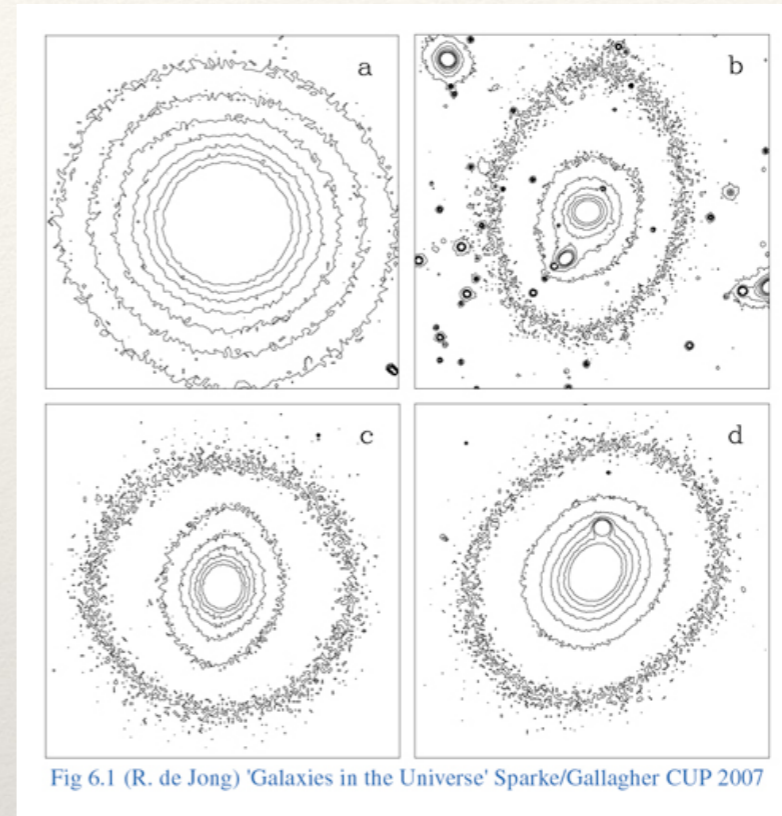 a
b
c
d
Fig 6.1 (R. de Jong) 'Galaxies in the Universe' Sparke/Gallagher CUP 2007